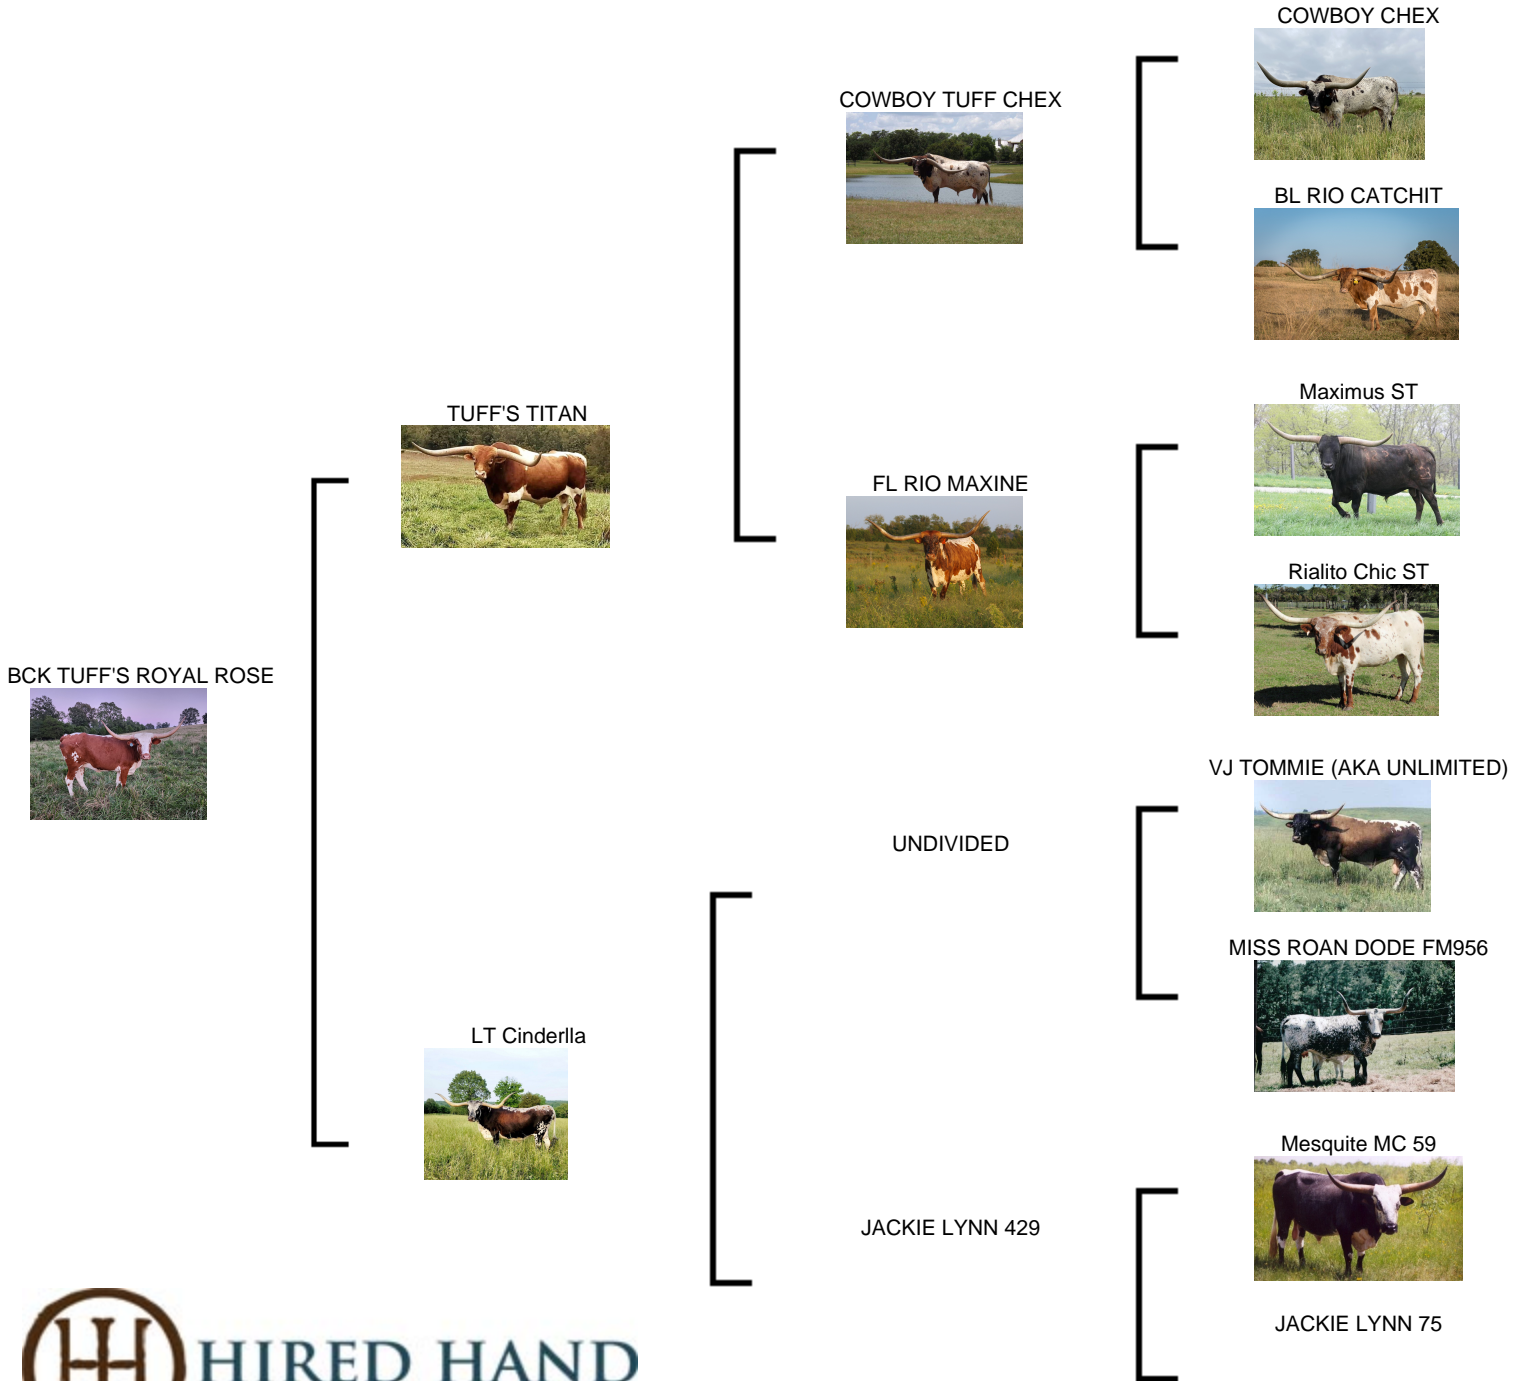 COWBOY CHEX
COWBOY TUFF CHEX
BL RIO CATCHIT
Maximus ST
TUFF'S TITAN
FL RIO MAXINE
Rialito Chic ST
BCK TUFF'S ROYAL ROSE
VJ TOMMIE (AKA UNLIMITED)
UNDIVIDED
MISS ROAN DODE FM956
LT Cinderlla
Mesquite MC 59
JACKIE LYNN 429
JACKIE LYNN 75
HIRED HAND